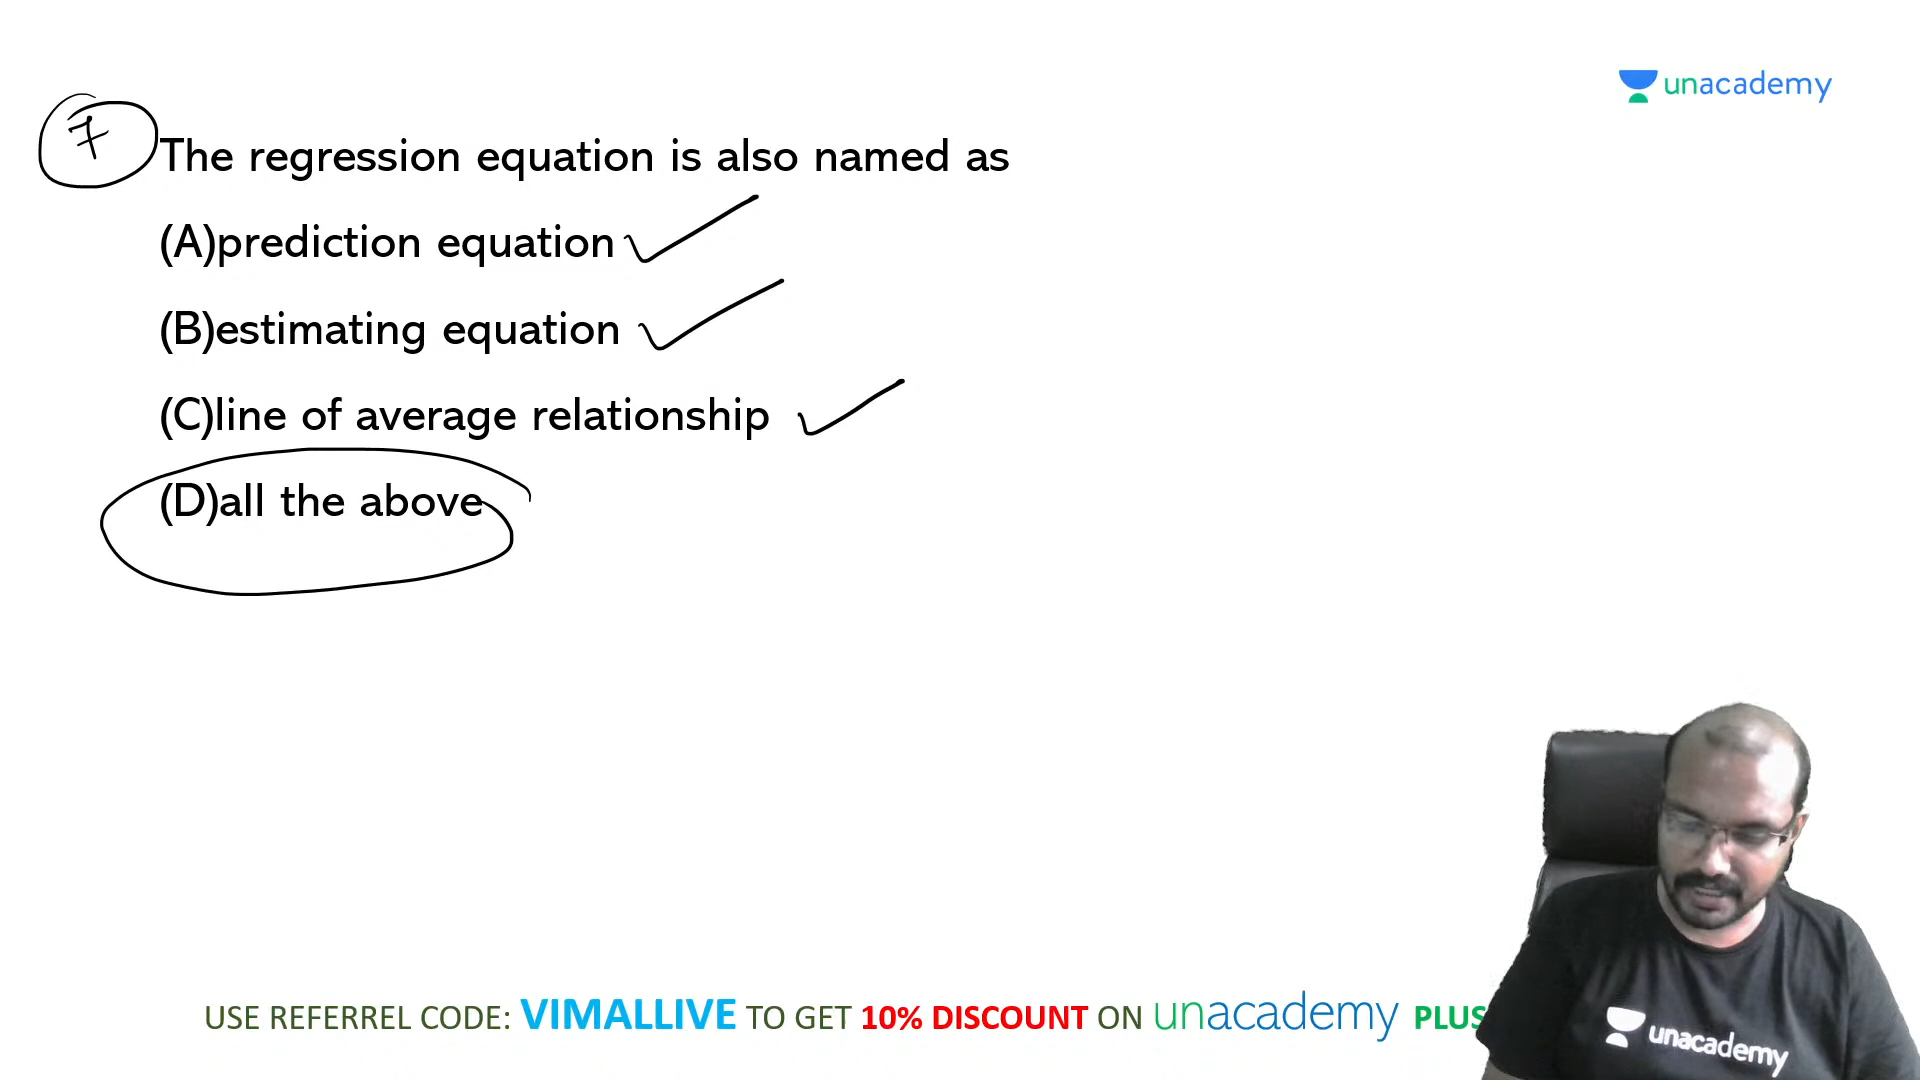 unacademy
7
The regression equation is also named as
(A)prediction equation
(B)estimating equation
(C)line of average relationship
(D)all the above
USE REFERREL CODE: VIMALLIVE TO GET 10% DISCOUNT ON unacademy PLUS
unacademy